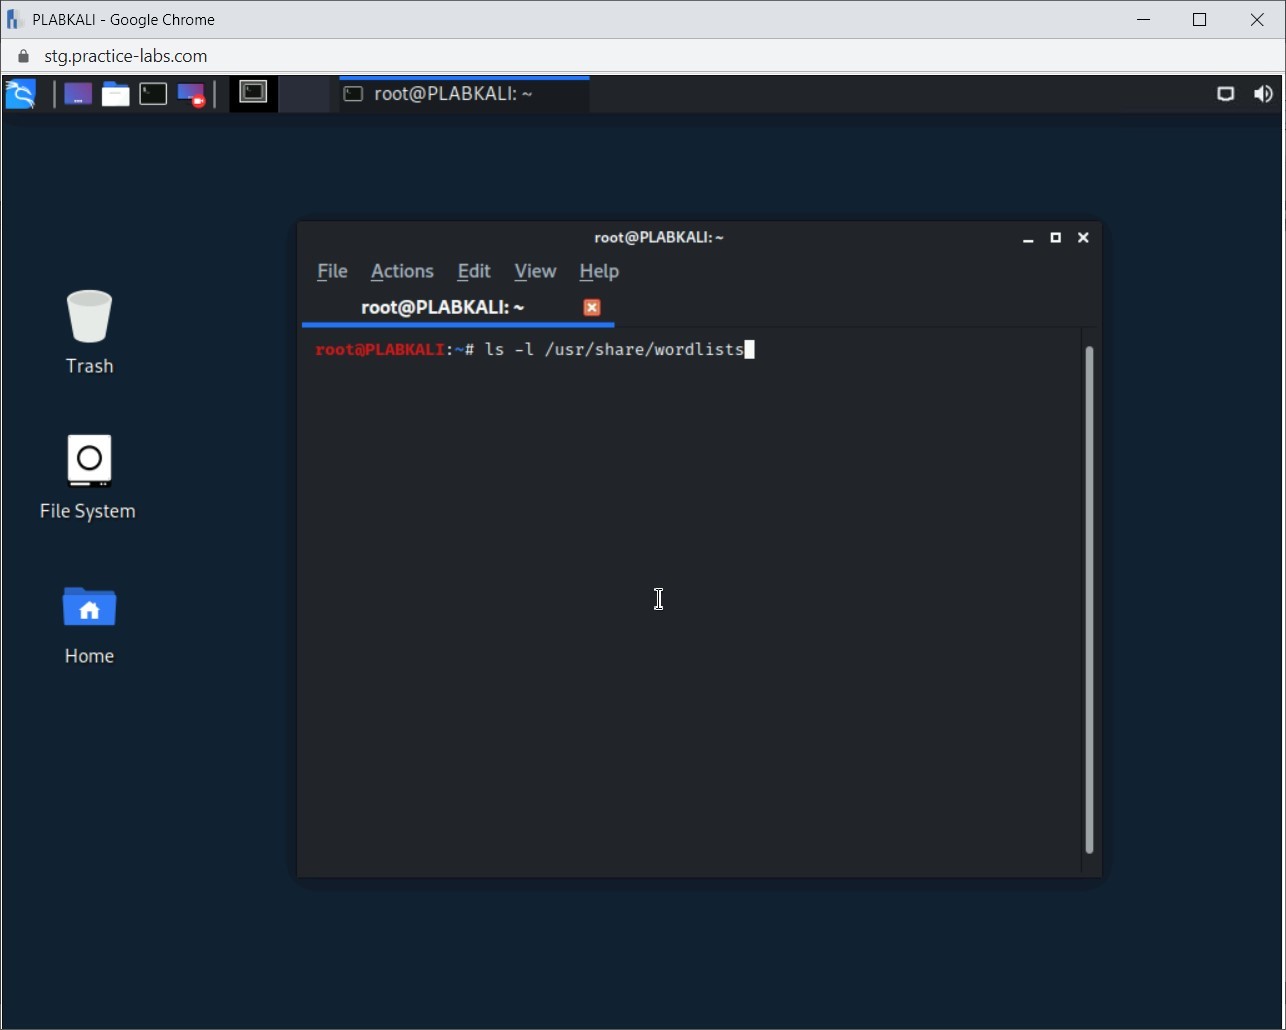 PLABKALI - Google Chrome
stg.practice-labs.com
root@PLABKALI: ~
root@PLABKALI: ~
File Actions Edit View Help
root@PLABKALI: ~
root@PLABKALI:~# ls -l /usr/share/wordlists
Trash
File System
Home